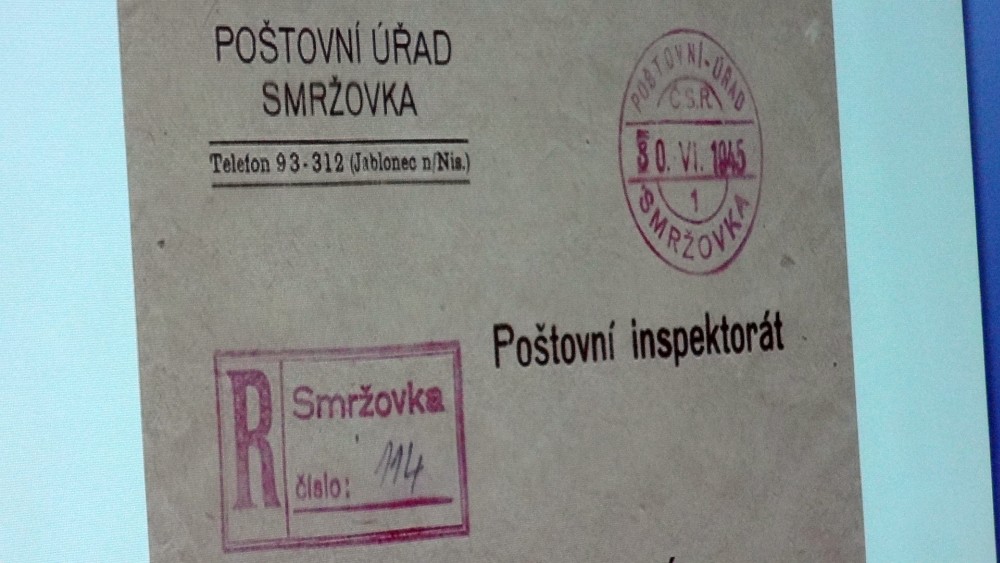 POŠTOVNÍ ÚŘAD
SMRŽOVKA
Telefon 93-312 (Jablonec n/Nis.)
POŠTOVNÍ-ÚŘAD
Č.S.R.
30. VI. 1945
1
SMRŽOVKA
Poštovní inspektorát
R
Smržovka
číslo: 114